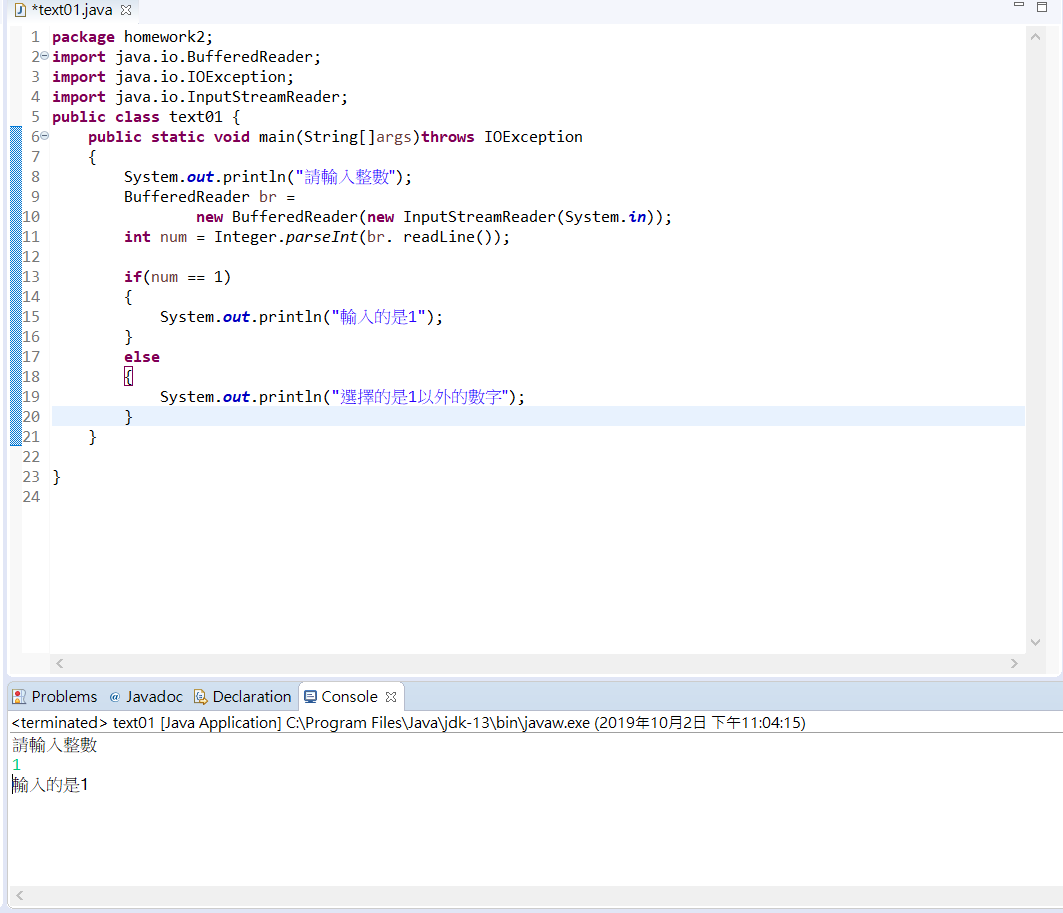 *text01.java
1 package homework2;
2 import java.io.BufferedReader;
3 import java.io.IOException;
4 import java.io.InputStreamReader;
5 public class text01 {
6 public static void main(String[]args)throws IOException
7 {
8 System.out.println("請輸入整數");
9 BufferedReader br =
10 new BufferedReader(new InputStreamReader(System.in));
11 int num = Integer.parseInt(br. readLine());
12
13 if(num == 1)
14 {
15 System.out.println("輸入的是1");
16 }
17 else
18 {
19 System.out.println("選擇的是1以外的數字");
20 }
21 }
22
23 }
24
Problems @ Javadoc Declaration Console
<terminated> text01 [Java Application] C:\Program Files\Java\jdk-13\bin\javaw.exe (2019年10月2日 下午11:04:15)
請輸入整數
1
輸入的是1